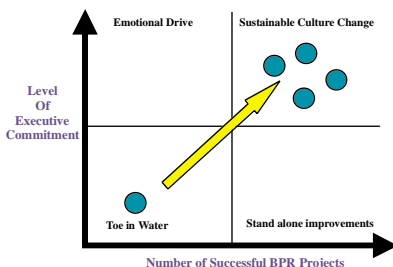 Emotional Drive
Sustainable Culture Change
Level
Of
Executive
Commitment
Toe in Water
Stand alone improvements
Number of Successful BPR Projects